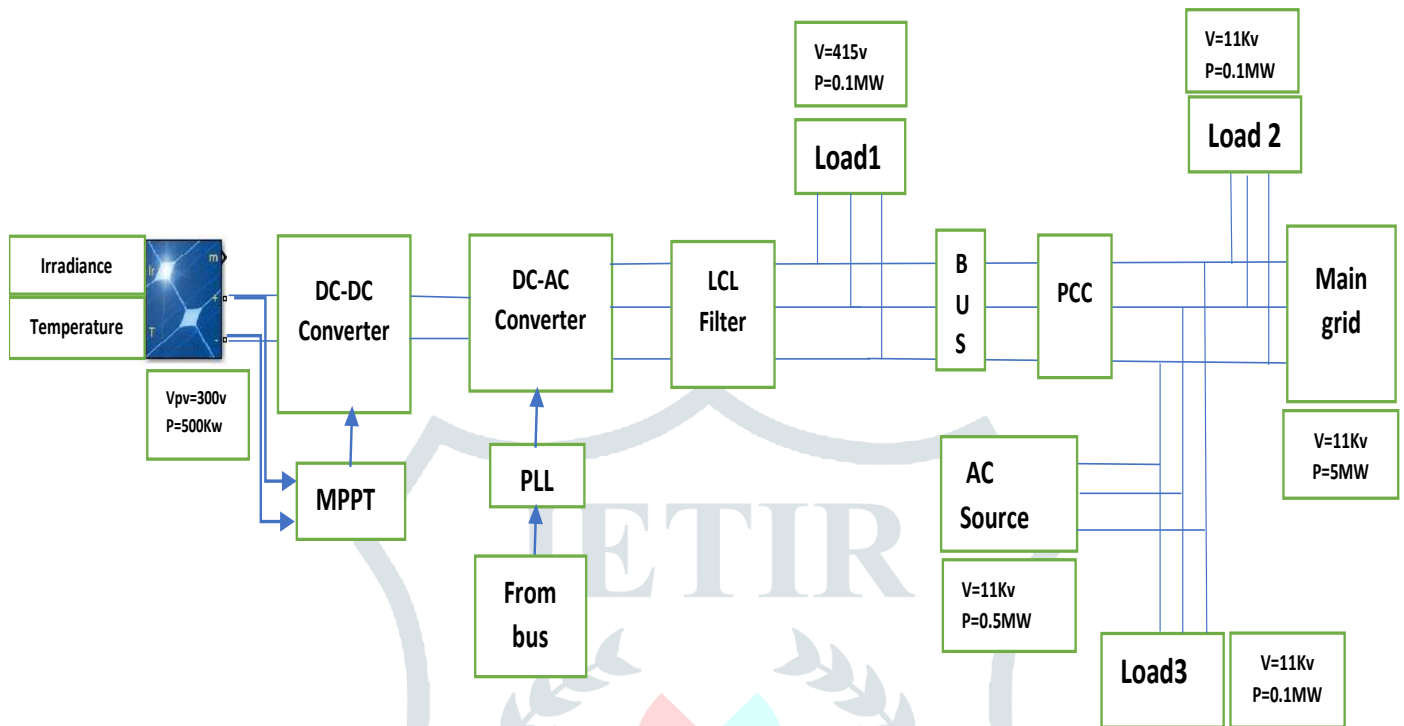 V=415v
P=0.1MW
Load1
V=11Kv
P=0.1MW
Load 2
Irradiance
Temperature
Ir
T
m
+
-
Vpv=300v
P=500Kw
DC-DC
Converter
MPPT
DC-AC
Converter
PLL
From
bus
LCL
Filter
B
U
S
PCC
Main
grid
V=11Kv
P=5MW
AC
Source
V=11Kv
P=0.5MW
Load3
V=11Kv
P=0.1MW
JETIR